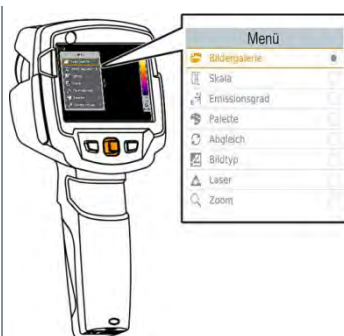 Menü
Bildergalerie
Skala
Emissionsgrad
Palette
Abgleich
Bildtyp
Laser
Zoom